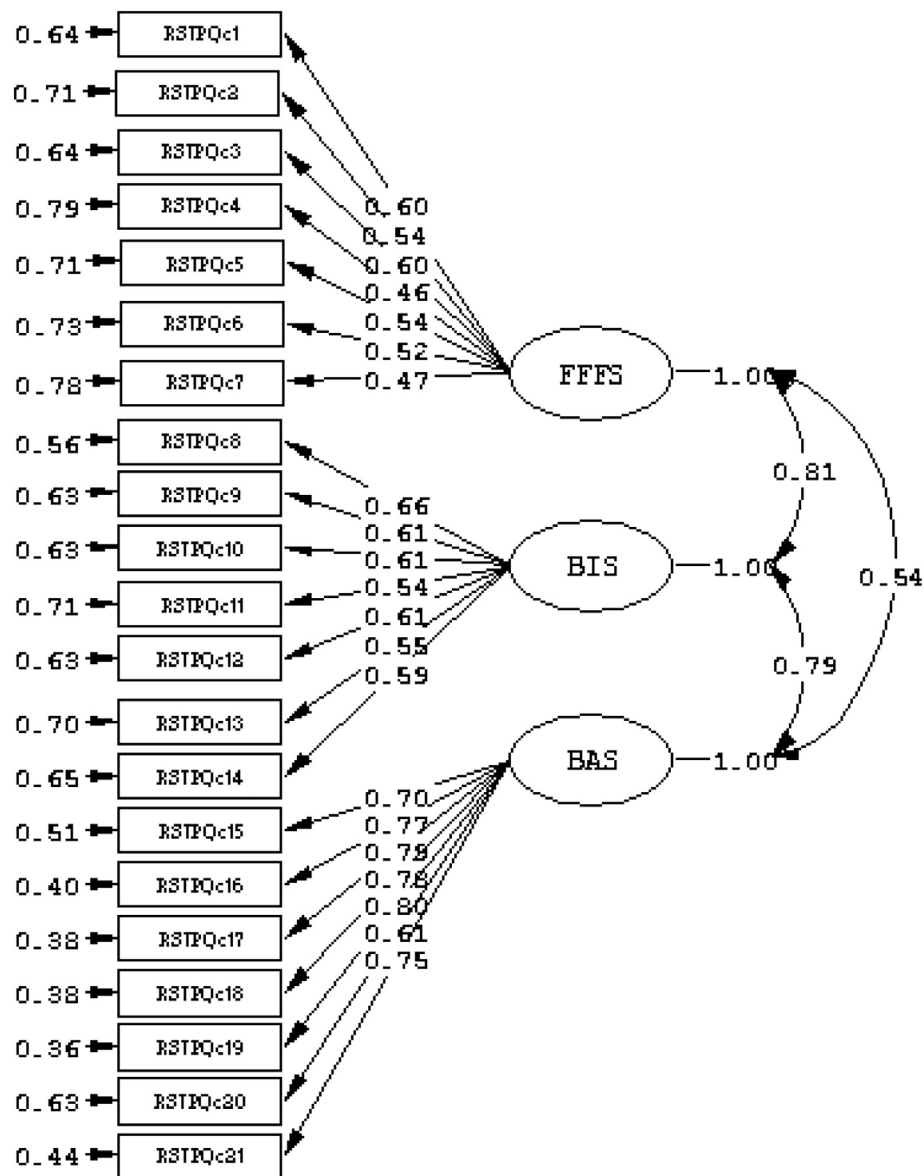 0.64 RSTPQc1
0.71 RSTPQc2
0.64 RSTPQc3
0.79 RSTPQc4
0.71 RSTPQc5
0.73 RSTPQc6
0.78 RSTPQc7
0.56 RSTPQc8
0.63 RSTPQc9
0.63 RSTPQc10
0.71 RSTPQc11
0.63 RSTPQc12
0.70 RSTPQc13
0.65 RSTPQc14
0.51 RSTPQc15
0.40 RSTPQc16
0.38 RSTPQc17
0.38 RSTPQc18
0.36 RSTPQc19
0.63 RSTPQc20
0.44 RSTPQc21
0.60
0.54
0.60
0.46
0.54
0.52
0.47
0.66
0.61
0.61
0.54
0.61
0.55
0.59
0.70
0.77
0.79
0.78
0.80
0.61
0.75
FFFS 1.00
BIS 1.00
BAS 1.00
0.81
0.79
0.54